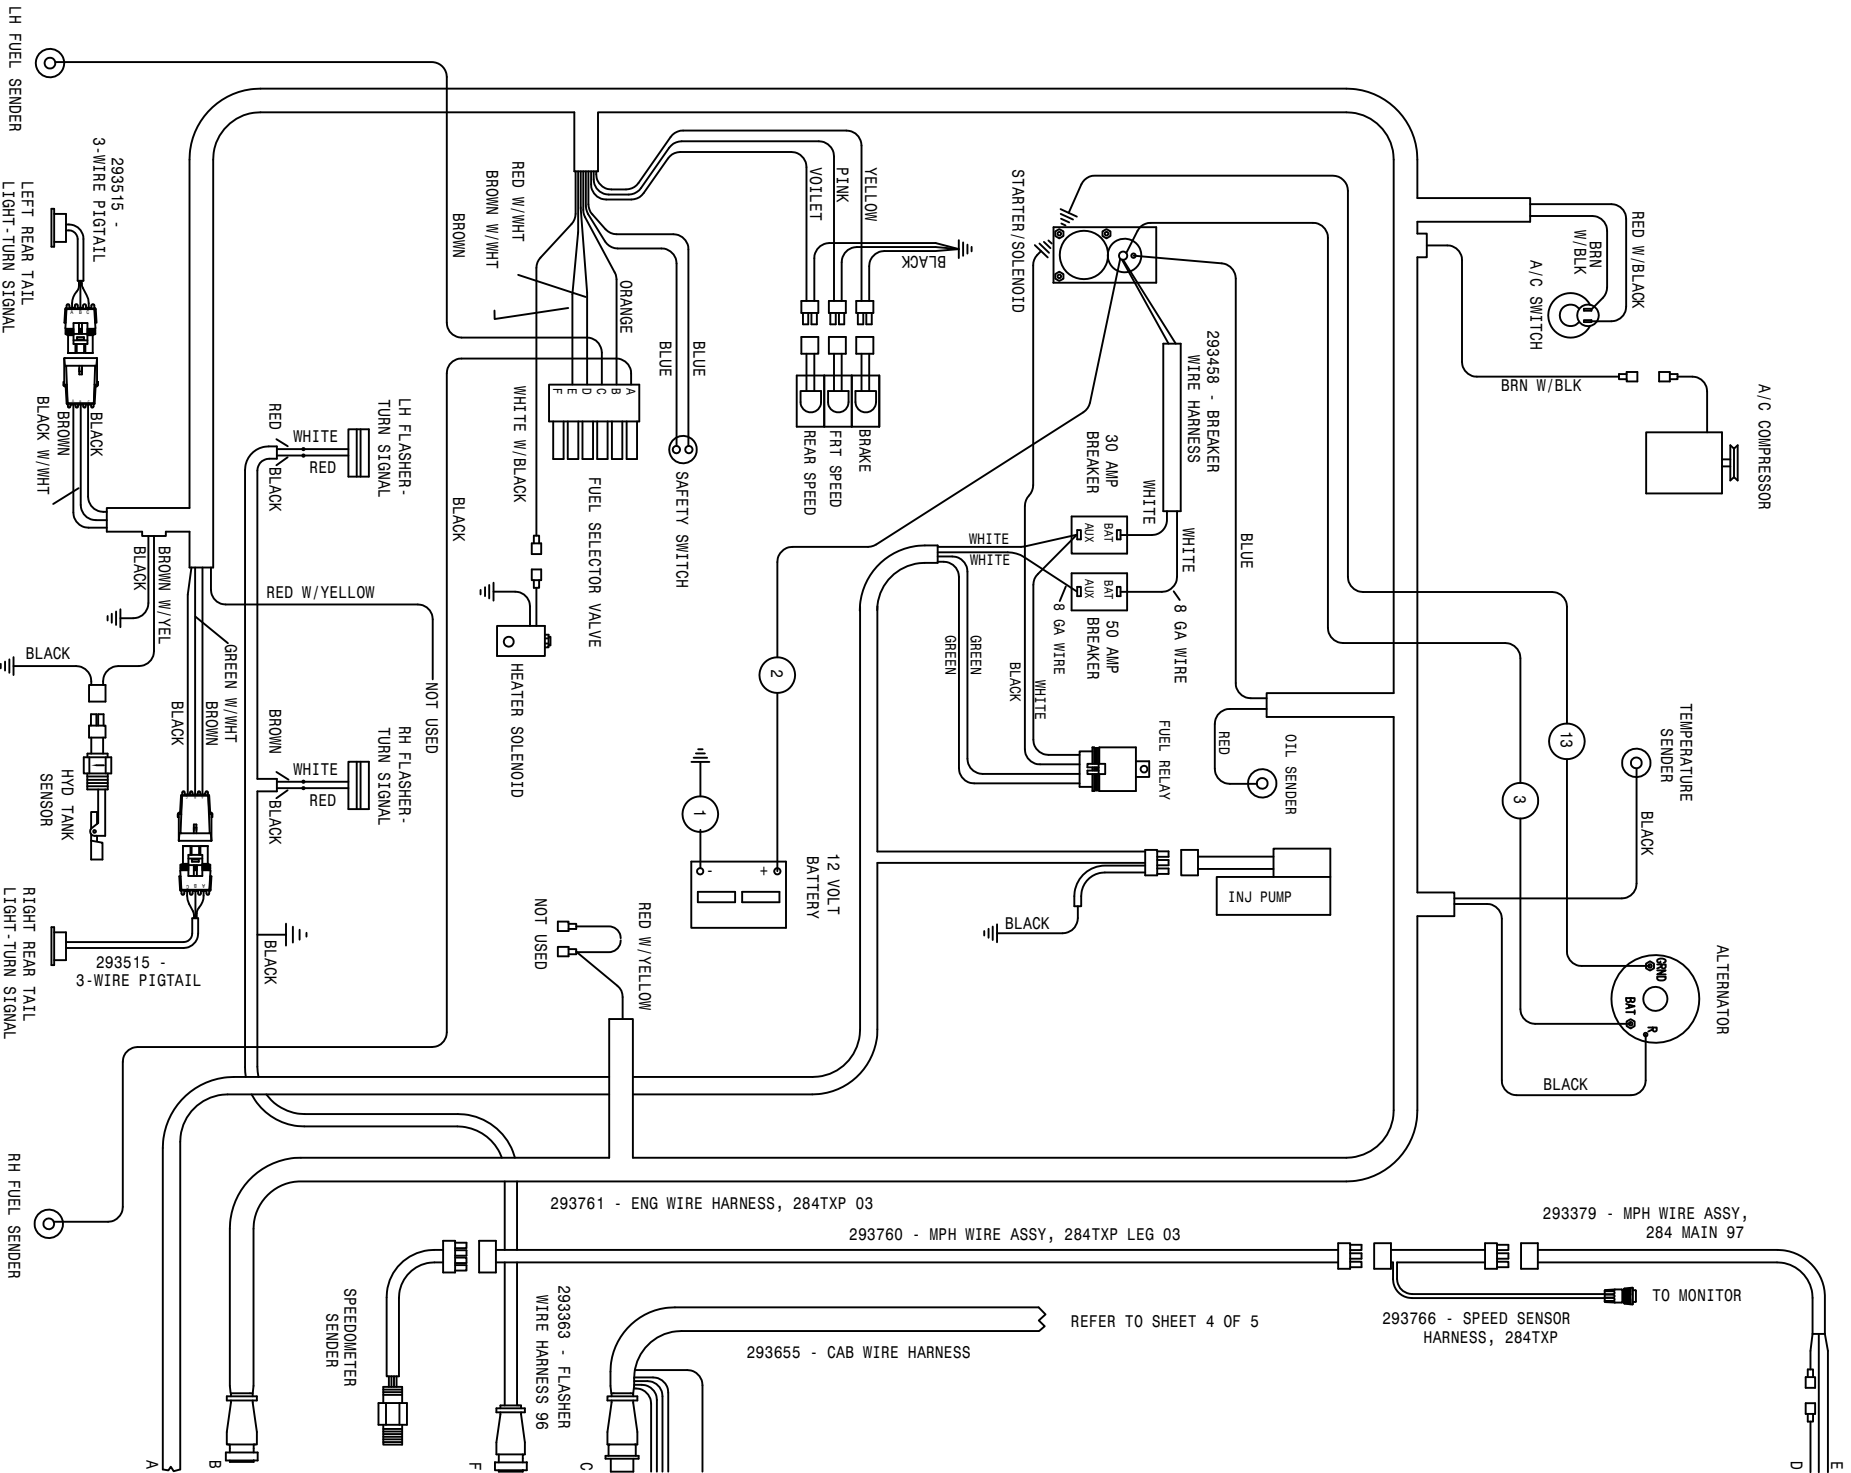 LH FUEL SENDER
293515 -
3-WIRE PIGTAIL
LEFT REAR TAIL
LIGHT-TURN SIGNAL
BLACK
BROWN
BLACK W/WHT
BROWN
RED W/WHT
BROWN W/WHT
ORANGE
BLUE
BLUE
SAFETY SWITCH
A
B
C
D
E
F
FUEL SELECTOR VALVE
WHITE W/BLACK
HEATER SOLENOID
YELLOW
PINK
VOILET
BLACK
BRAKE
FRT SPEED
REAR SPEED
STARTER/SOLENOID
293458 - BREAKER
WIRE HARNESS
30 AMP
BREAKER
WHITE
BAT
AUX
WHITE
WHITE
WHITE
BAT
AUX
50 AMP
BREAKER
8 GA WIRE
8 GA WIRE
GREEN
GREEN
BLACK
WHITE
FUEL RELAY
BLUE
RED
OIL SENDER
RED W/BLACK
BRN
W/BLK
A/C SWITCH
BRN W/BLK
A/C COMPRESSOR
TEMPERATURE
SENDER
BLACK
13
3
ALTERNATOR
GRND
BAT
R
BLACK
LH FLASHER-
TURN SIGNAL
RED
WHITE
RED
BLACK
BLACK
RED W/YELLOW
NOT USED
RH FLASHER-
TURN SIGNAL
BROWN
WHITE
RED
BLACK
BLACK
BROWN W/YEL
BLACK
BLACK
GREEN W/WHT
BROWN
BLACK
HYD TANK
SENSOR
293515 -
3-WIRE PIGTAIL
RIGHT REAR TAIL
LIGHT-TURN SIGNAL
2
1
- +
12 VOLT
BATTERY
INJ PUMP
BLACK
RED W/YELLOW
NOT USED
RH FUEL SENDER
293761 - ENG WIRE HARNESS, 284TXP 03
293760 - MPH WIRE ASSY, 284TXP LEG 03
293379 - MPH WIRE ASSY,
284 MAIN 97
SPEEDOMETER
SENDER
293363 - FLASHER
WIRE HARNESS 96
REFER TO SHEET 4 OF 5
293655 - CAB WIRE HARNESS
TO MONITOR
293766 - SPEED SENSOR
HARNESS, 284TXP
A
B
F
C
D
E